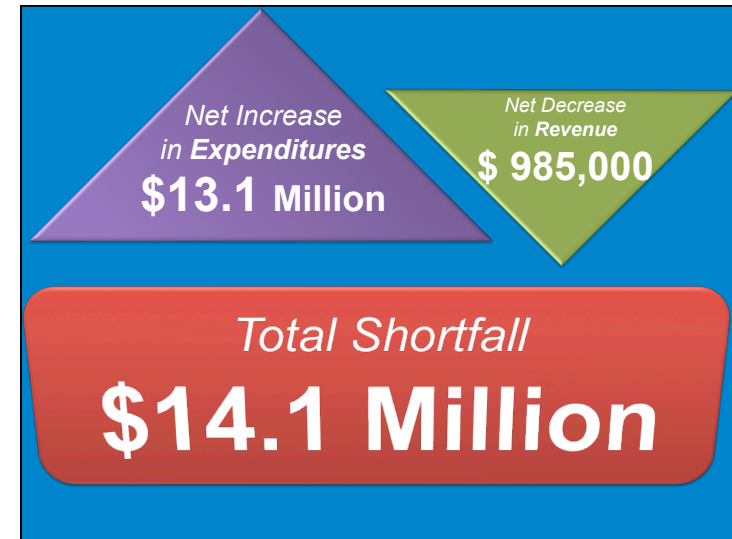 Net Increase
in Expenditures
$13.1 Million
Net Decrease
in Revenue
$ 985,000
Total Shortfall
$14.1 Million